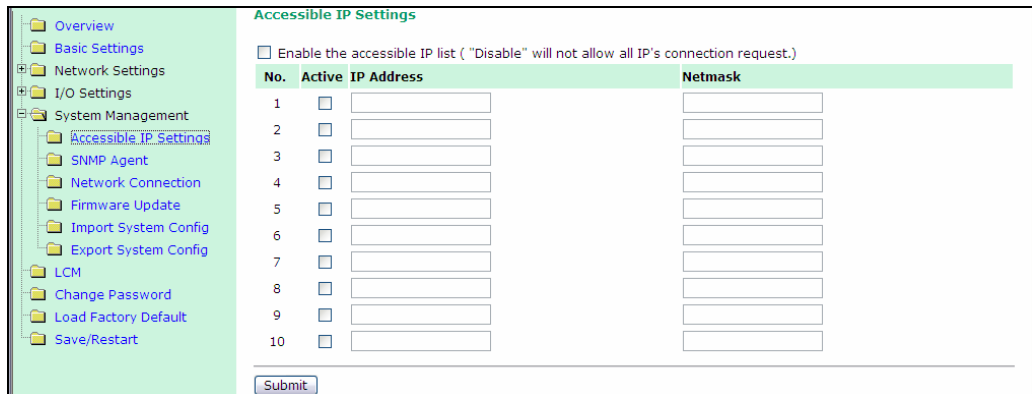 Overview
Basic Settings
Network Settings
I/O Settings
System Management
Accessible IP Settings
SNMP Agent
Network Connection
Firmware Update
Import System Config
Export System Config
LCM
Change Password
Load Factory Default
Save/Restart
Accessible IP Settings
Enable the accessible IP list ( "Disable" will not allow all IP's connection request.)
No. Active IP Address Netmask
1
2
3
4
5
6
7
8
9
10
Submit